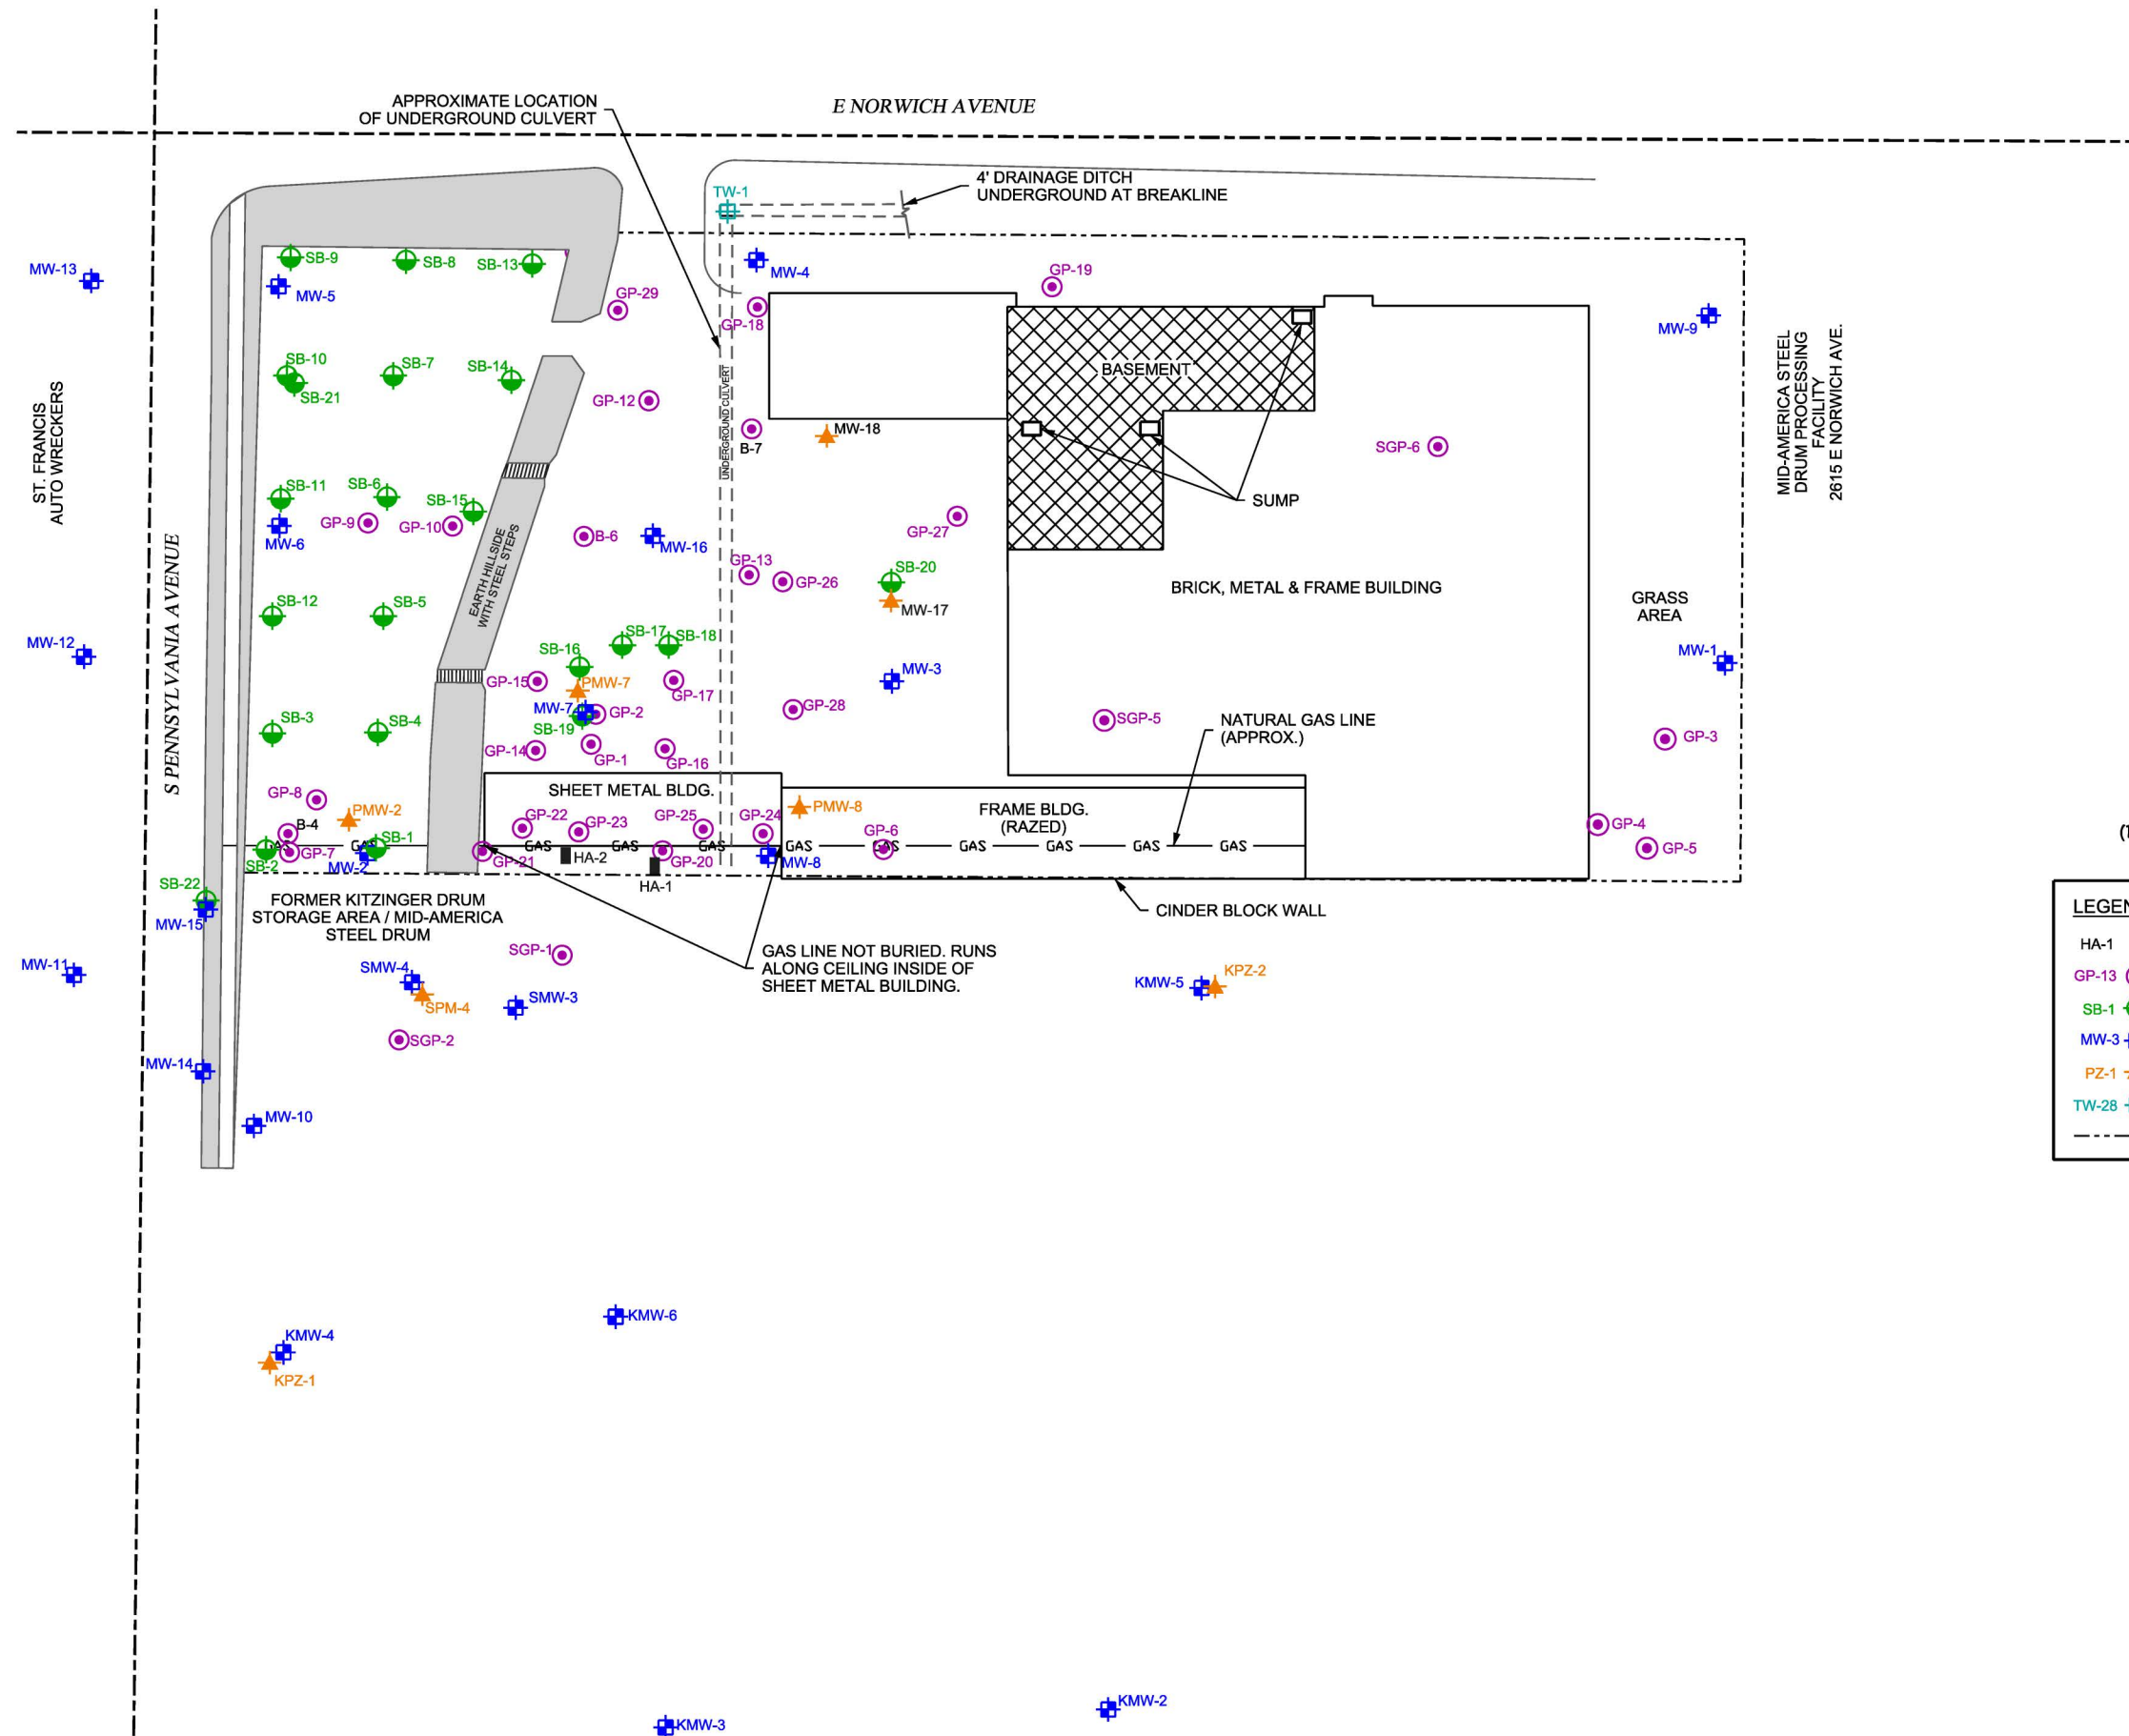 APPROXIMATE LOCATION
OF UNDERGROUND CULVERT
E NORWICH AVENUE
4' DRAINAGE DITCH
UNDERGROUND AT BREAKLINE
TW-1
MW-13
SB-9
SB-8
SB-13
MW-5
MW-4
GP-29
GP-18
GP-19
MW-9
MID-AMERICA STEEL
DRUM PROCESSING
FACILITY
2615 E NORWICH AVE.
ST. FRANCIS
AUTO WRECKERS
SB-10
SB-21
SB-7
SB-14
GP-12
UNDERGROUND CULVERT
BASEMENT
B-7
MW-18
SGP-6
SUMP
SB-11
SB-6
SB-15
MW-6
GP-9
GP-10
B-6
MW-16
GP-27
GP-13
GP-26
SB-20
MW-17
BRICK, METAL & FRAME BUILDING
GRASS
AREA
S PENNSYLVANIA AVENUE
EARTH HILLSIDE
WITH STEEL STEPS
SB-12
SB-5
SB-17
SB-18
SB-16
MW-12
MW-3
MW-1
GP-15
PMW-7
GP-17
MW-7
GP-2
SB-19
GP-28
SGP-5
NATURAL GAS LINE
(APPROX.)
GP-3
SB-3
SB-4
GP-14
GP-1
GP-16
SHEET METAL BLDG.
GP-8
PMW-2
PMW-8
FRAME BLDG.
(RAZED)
B-4
GP-22
GP-23
GP-25
GP-24
GP-6
GP-4
GP-5
GAS
GAS
GAS
GAS
GAS
GAS
GAS
GAS
GAS
GAS
GAS
SB-2
GP-7
SB-1
MW-2
GP-21
HA-2
GP-20
HA-1
MW-8
SB-22
MW-15
FORMER KITZINGER DRUM
STORAGE AREA / MID-AMERICA
STEEL DRUM
CINDER BLOCK WALL
SGP-1
GAS LINE NOT BURIED. RUNS
ALONG CEILING INSIDE OF
SHEET METAL BUILDING.
MW-11
SMW-4
SPM-4
SMW-3
KMW-5
KPZ-2
SGP-2
MW-14
MW-10
HA-1
GP-13
SB-1
MW-3
PZ-1
TW-28
KMW-6
KMW-4
KPZ-1
KMW-2
KMW-3